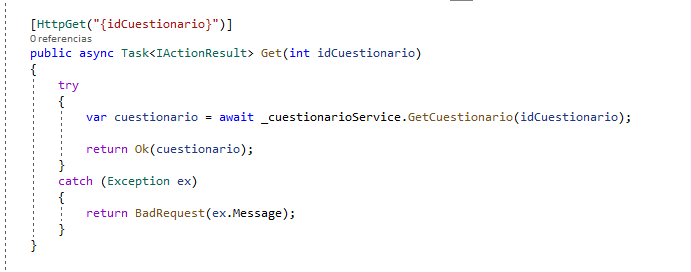 [HttpGet("{idCuestionario}")]
0 referencias
public async Task<IActionResult> Get(int idCuestionario)
{
try
{
var cuestionario = await _cuestionarioService.GetCuestionario(idCuestionario);
return Ok(cuestionario);
}
catch (Exception ex)
{
return BadRequest(ex.Message);
}
}